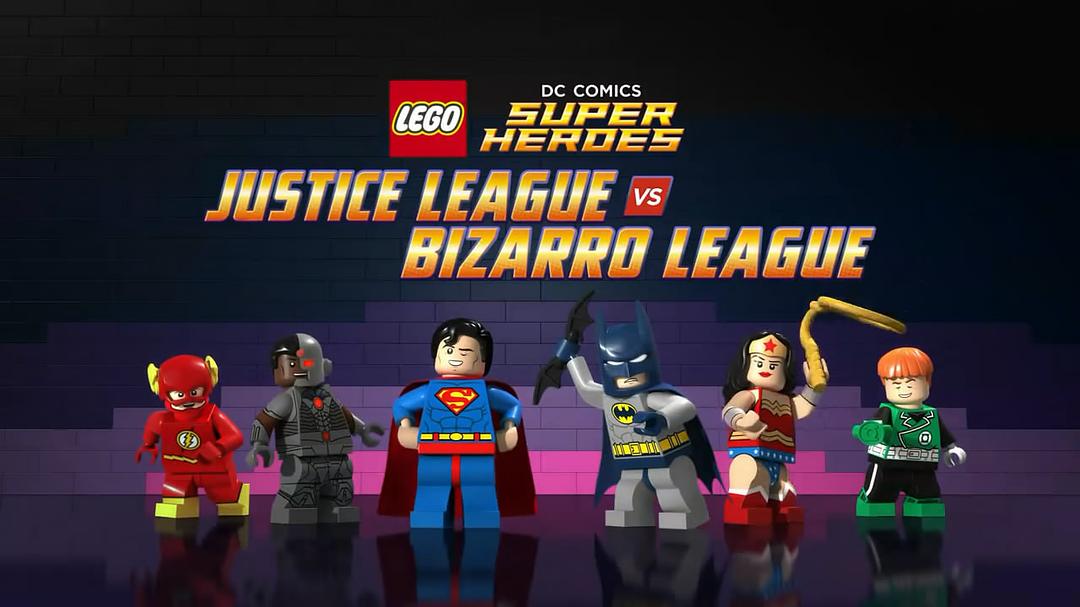 LEGO
DC COMICS
SUPER
HEROES
JUSTICE LEAGUE VS
BIZARRO LEAGUE